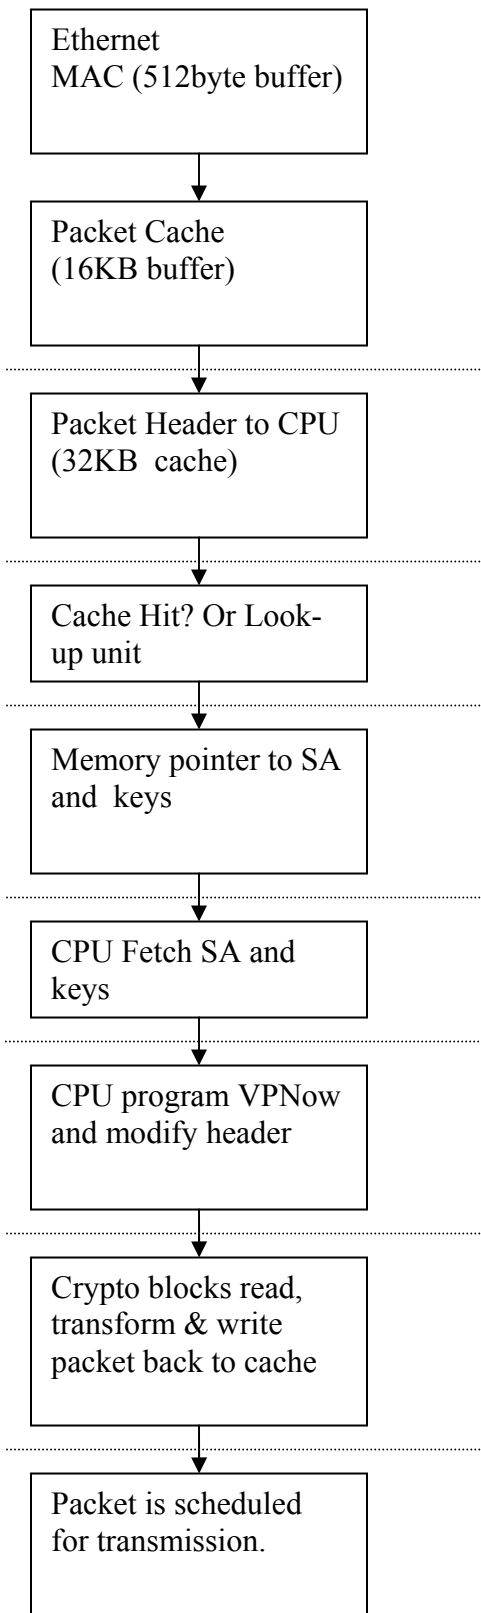 Ethernet
MAC (512byte buffer)
Packet Cache
(16KB buffer)
Packet Header to CPU
(32KB  cache)
Cache Hit? Or Look-
up unit
Memory pointer to SA
and  keys
CPU Fetch SA and
keys
CPU program VPNow
and modify header
Crypto blocks read,
transform & write
packet back to cache
Packet is scheduled
for transmission.